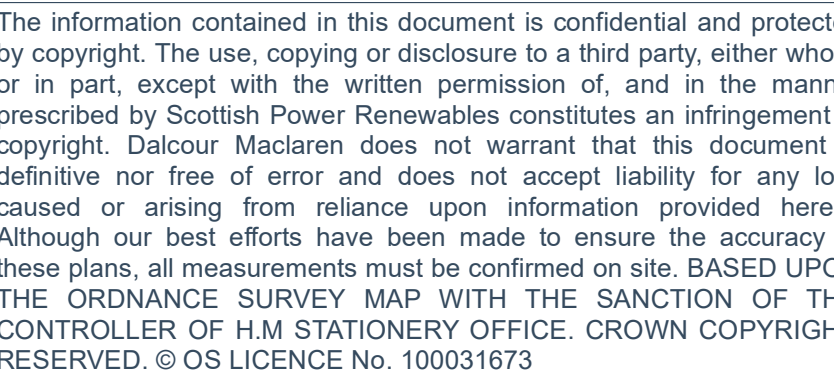 The information contained in this document is confidential and protecte
by copyright. The use, copying or disclosure to a third party, either who
or in part, except with the written permission of, and in the mann
prescribed by Scottish Power Renewables constitutes an infringement
copyright. Dalcour Maclaren does not warrant that this document
definitive nor free of error and does not accept liability for any lo
caused or arising from reliance upon information provided here
Although our best efforts have been made to ensure the accuracy
these plans, all measurements must be confirmed on site. BASED UPO
THE ORDNANCE SURVEY MAP WITH THE SANCTION OF TH
CONTROLLER OF H.M STATIONERY OFFICE. CROWN COPYRIGH
RESERVED. © OS LICENCE No. 100031673